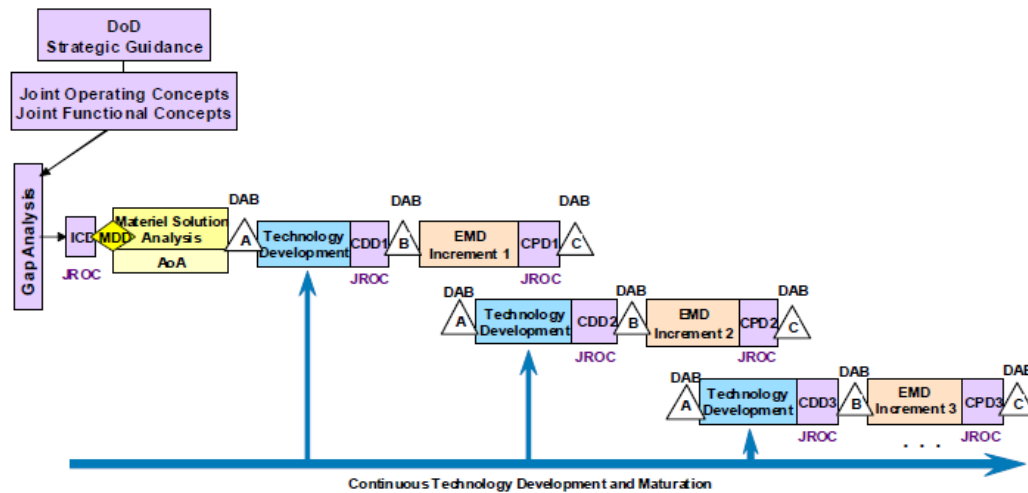 DoD
Strategic Guidance
Joint Operating Concepts
Joint Functional Concepts
Gap Analysis
ICD
JROC
MDD
Materiel Solution
Analysis
AoA
DAB
A
Technology
Development
CDD1
JROC
DAB
B
EMD
Increment 1
CPD1
JROC
DAB
C
DAB
A
Technology
Development
CDD2
JROC
DAB
B
EMD
Increment 2
CPD2
JROC
DAB
C
DAB
A
Technology
Development
CDD3
JROC
DAB
B
EMD
Increment 3
CPD3
JROC
DAB
C
. . .
Continuous Technology Development and Maturation